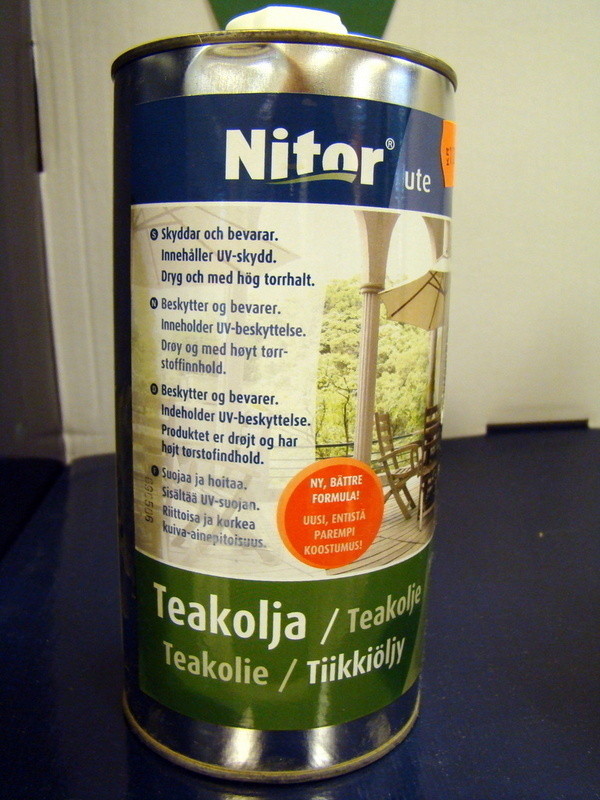 Nitor®
ute
S Skyddar och bevarar.
Innehåller UV-skydd.
Dryg och med hög torrhalt.
N Beskytter og bevarer.
Inneholder UV-beskyttelse.
Drøy og med høyt tørr-
stoffinnhold.
D Beskytter og bevarer.
Indeholder UV-beskyttelse.
Produktet er drøjt og har
højt tørstofindhold.
F Suojaa ja hoitaa.
Sisältää UV-suojan.
Riittoisa ja korkea
kuiva-ainepitoisuus.
NY, BÄTTRE
FORMULA!
UUSI, ENTISTÄ
PAREMPI
KOOSTUMUS!
Teakolja / Teakolje
Teakolie / Tiikkiöljy